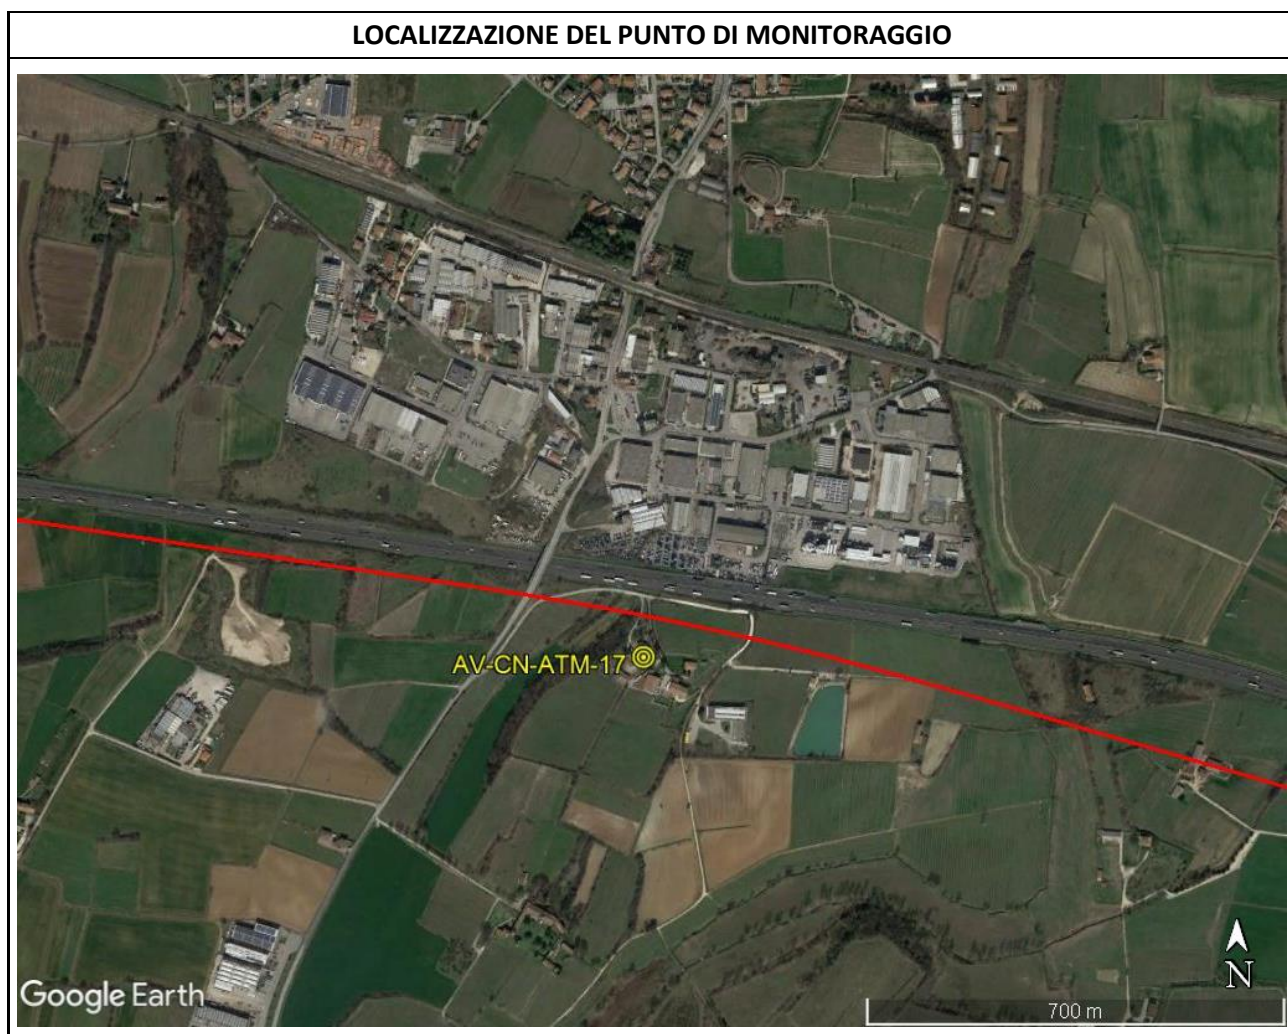 LOCALIZZAZIONE DEL PUNTO DI MONITORAGGIO
AV-CN-ATM-17
N
Google Earth
700 m